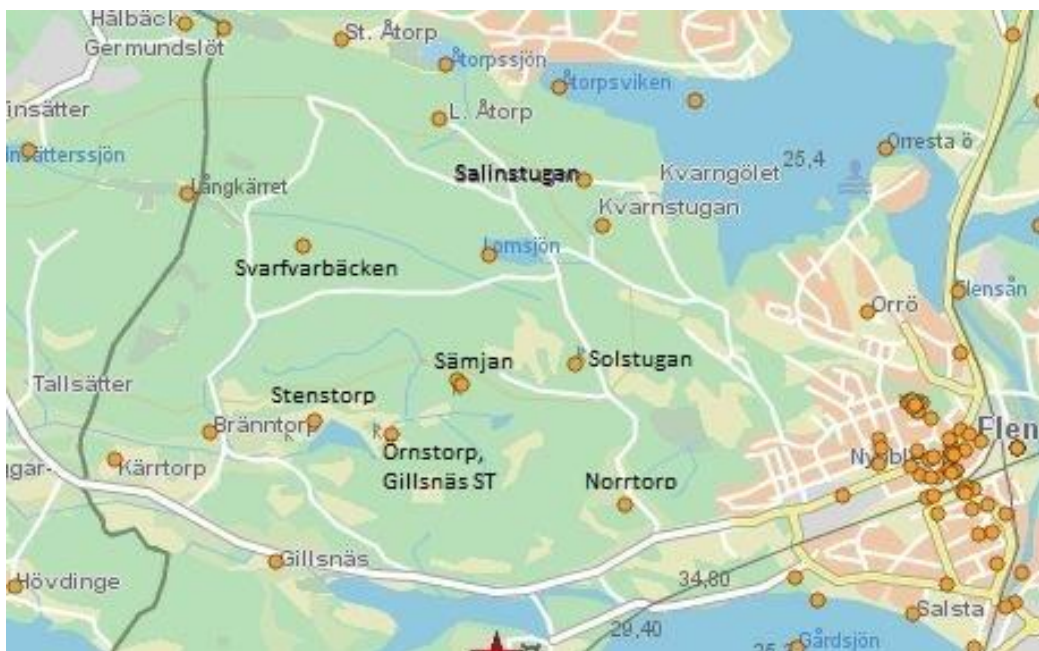 Hälbäck
Germundslöt
St. Åtorp
Åtorpssjön
Åtorpsviken
insätter
L. Åtorp
nsätterssjön
Orresta ö
25,4
Långkärret
Salinstugan
Kvarngölet
Kvarnstugan
Lomsjön
Svarfvarbäcken
Flensån
Orrö
Sämjan
Solstugan
Tallsätter
Stenstorp
Bränntorp
Flen
Kärrtorp
Örnstorp,
Gillsnäs ST
Norrtorp
Gillsnäs
Hövdinge
34,80
Salsta
29,40
Gårdsjön